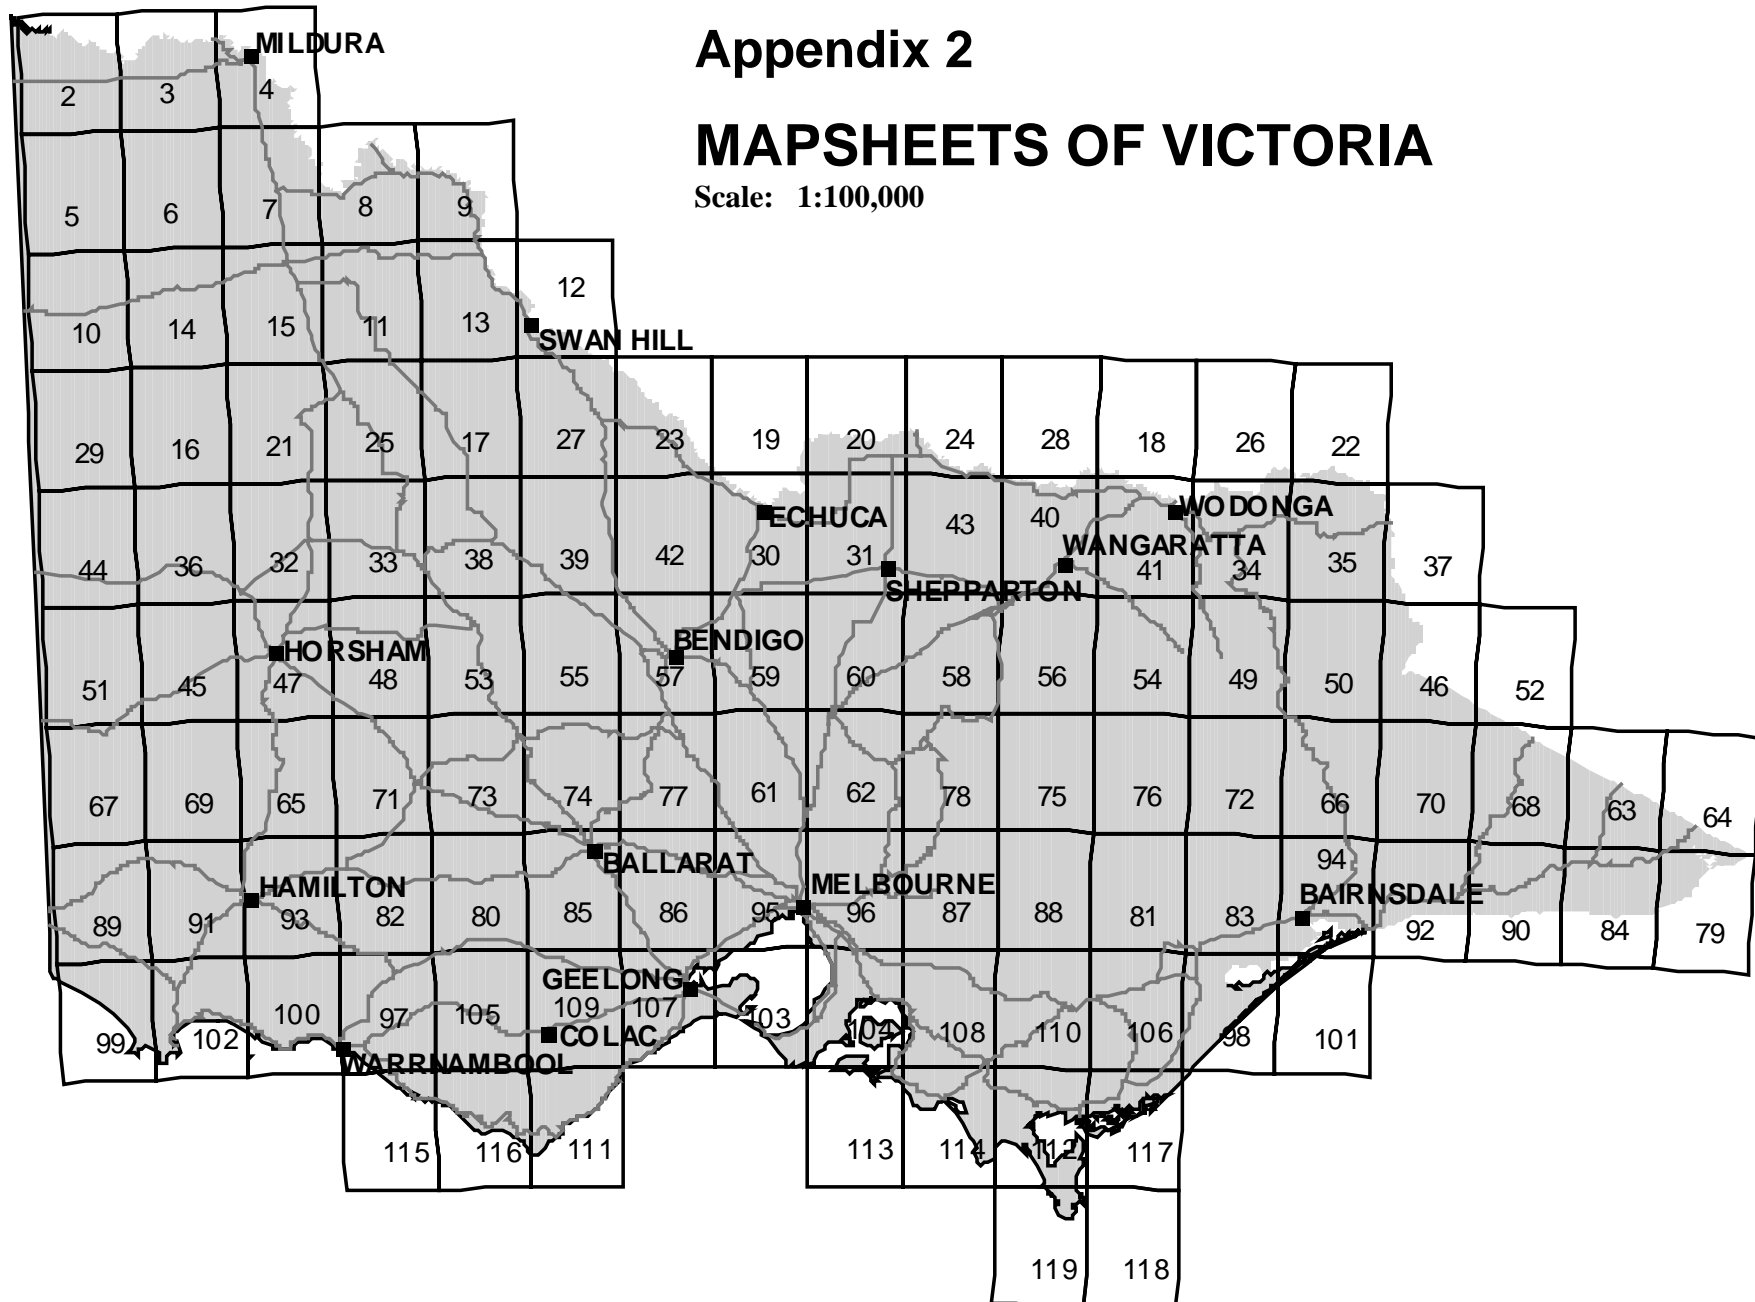 Appendix 2
MAPSHEETS OF VICTORIA
Scale: 1:100,000
MILDURA
2 3 4
5 6 7 8 9
12
10 14 15 11 13
SWAN HILL
29 16 21 25 17 27 23 19 20 24 28 18 26 22
ECHUCA
WODONGA
43 40
WANGARATTA
44 36 32 33 38 39 42 30 31 41 34 35 37
SHEPPARTON
HORSHAM
BENDIGO
51 45 47 48 53 55 57 59 60 58 56 54 49 50 46 52
67 69 65 71 73 74 77 61 62 78 75 76 72 66 70 68 63 64
BALLARAT
94
HAMILTON
MELBOURNE
BAIRNSDALE
89 91 93 82 80 85 86 95 96 87 88 81 83 92 90 84 79
GEELONG
99 102 100 97 105 109 107 103 104 108 110 106 98 101
COLAC
WARRNAMBOOL
115 116 111 113 114 112 117
119 118